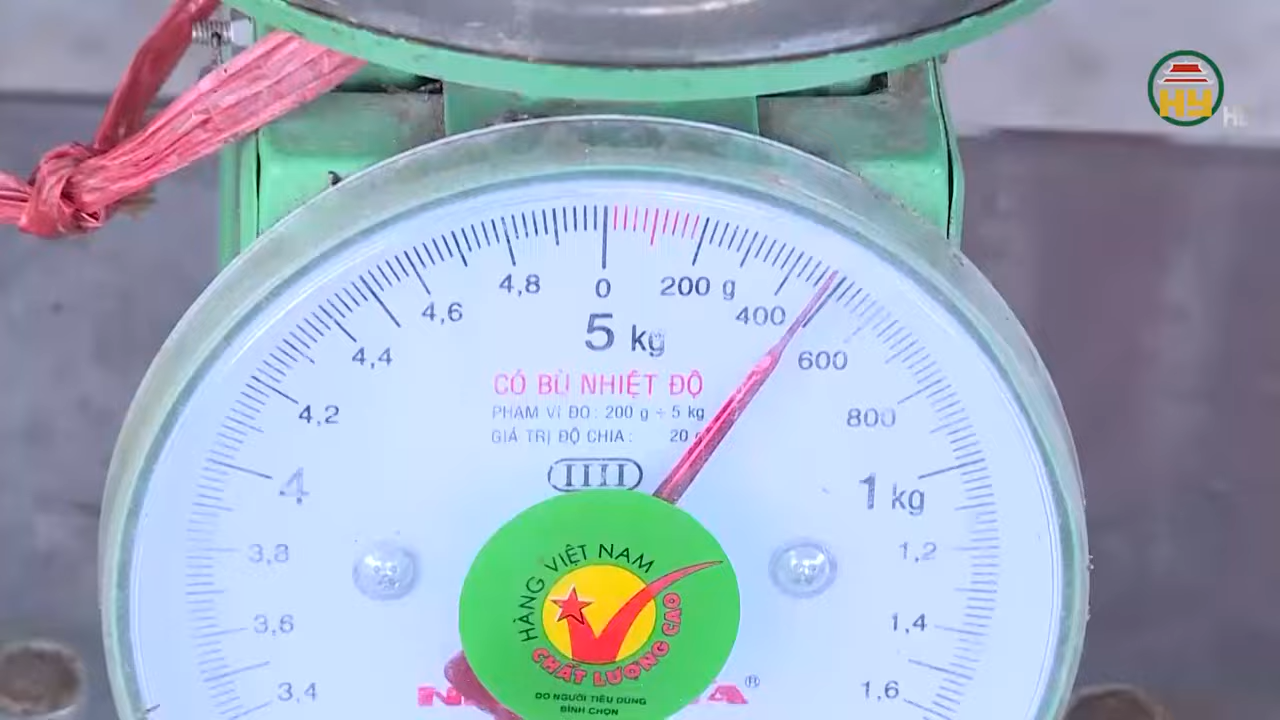 HY
4,8
0
200 g
4,6
400
5 kg
4,4
600
CÓ BÙ NHIỆT ĐỘ
4,2
PHẠM VI ĐO : 200 g ÷ 5 kg
800
GIÁ TRỊ ĐỘ CHIA : 20
4
1 kg
3,8
1,2
HÀNG VIỆT NAM
CHẤT LƯỢNG CAO
3,6
1,4
3,4
1,6
®
DO NGƯỜI TIÊU DÙNG
BÌNH CHỌN